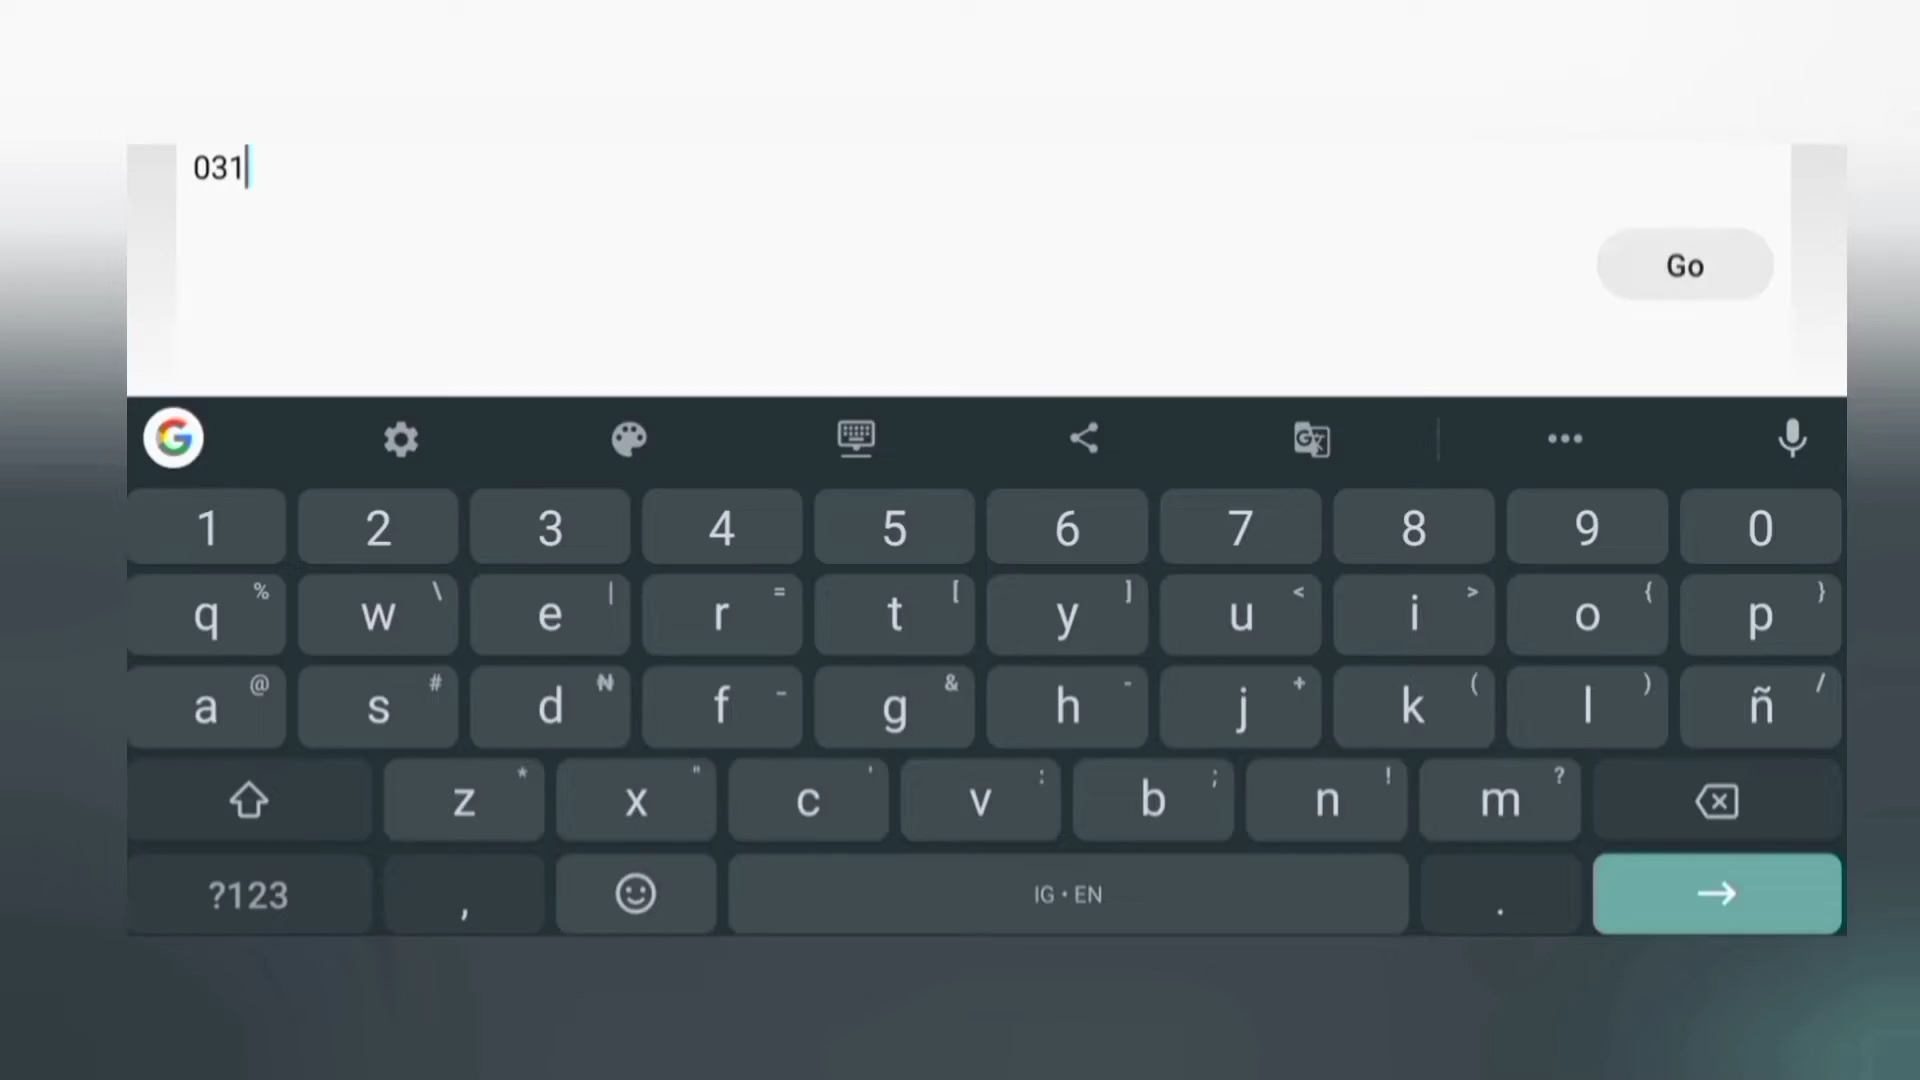 031
Go
1 2 3 4 5 6 7 8 9 0
q % w \ e | r = t [ y ] u < i > o { p }
a @ s # d ₦ f _ g & h - j + k ( l ) ñ /
z * x " c ' v : b ; n ! m ?
?123 , IG • EN .